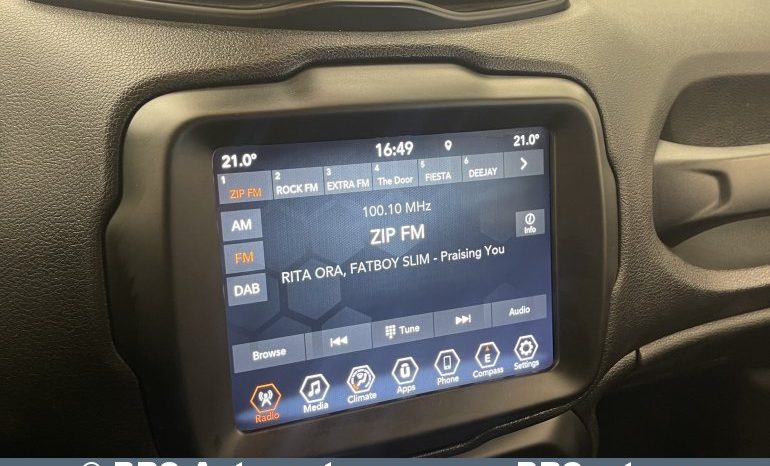 21.0° 16:49 21.0°
1 ZIP FM 2 ROCK FM 3 EXTRA FM 4 The Door 5 FIESTA 6 DEEJAY
100.10 MHz
AM
ZIP FM
i Info
FM
RITA ORA, FATBOY SLIM - Praising You
DAB
Browse Tune Audio
Radio Media Climate Apps Phone E Compass Settings